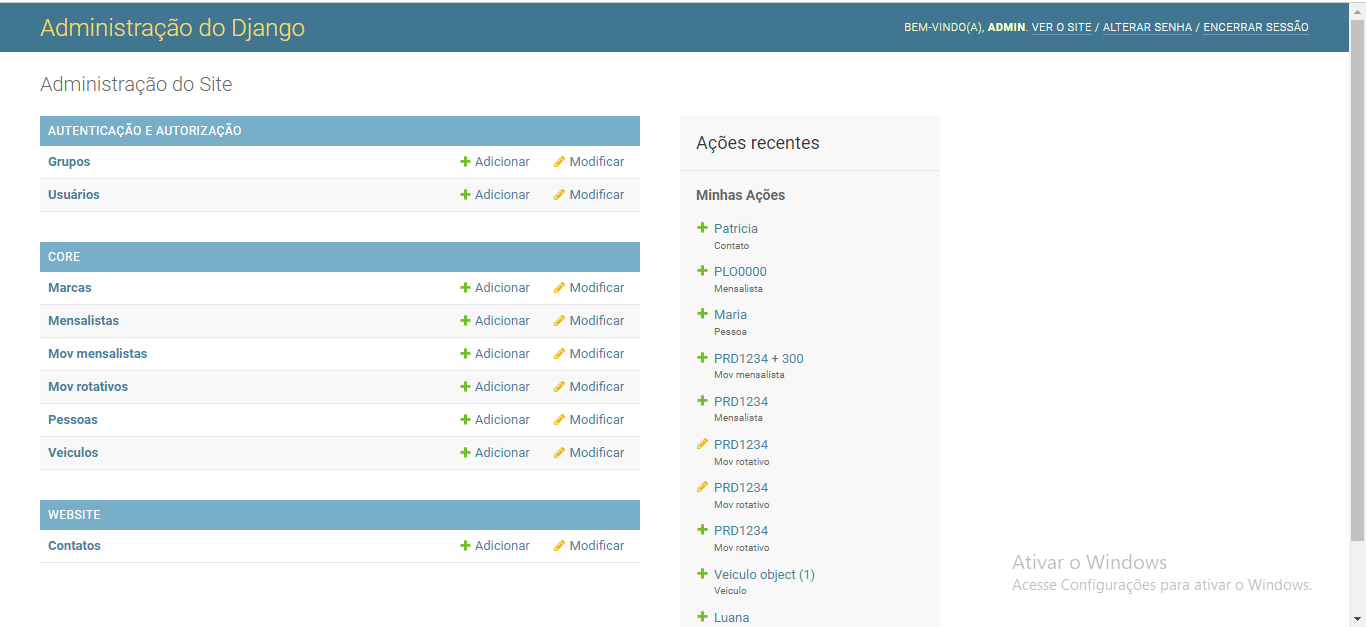 Administração do Django
BEM-VINDO(A), ADMIN. VER O SITE / ALTERAR SENHA / ENCERRAR SESSÃO
Administração do Site
AUTENTICAÇÃO E AUTORIZAÇÃO
Grupos Adicionar Modificar
Usuários Adicionar Modificar
CORE
Marcas Adicionar Modificar
Mensalistas Adicionar Modificar
Mov mensalistas Adicionar Modificar
Mov rotativos Adicionar Modificar
Pessoas Adicionar Modificar
Veiculos Adicionar Modificar
WEBSITE
Contatos Adicionar Modificar
Ações recentes
Minhas Ações
Patricia
Contato
PLO0000
Mensalista
Maria
Pessoa
PRD1234 + 300
Mov mensalista
PRD1234
Mensalista
PRD1234
Mov rotativo
PRD1234
Mov rotativo
PRD1234
Mov rotativo
Veiculo object (1)
Veiculo
Luana
Ativar o Windows
Acesse Configurações para ativar o Windows.